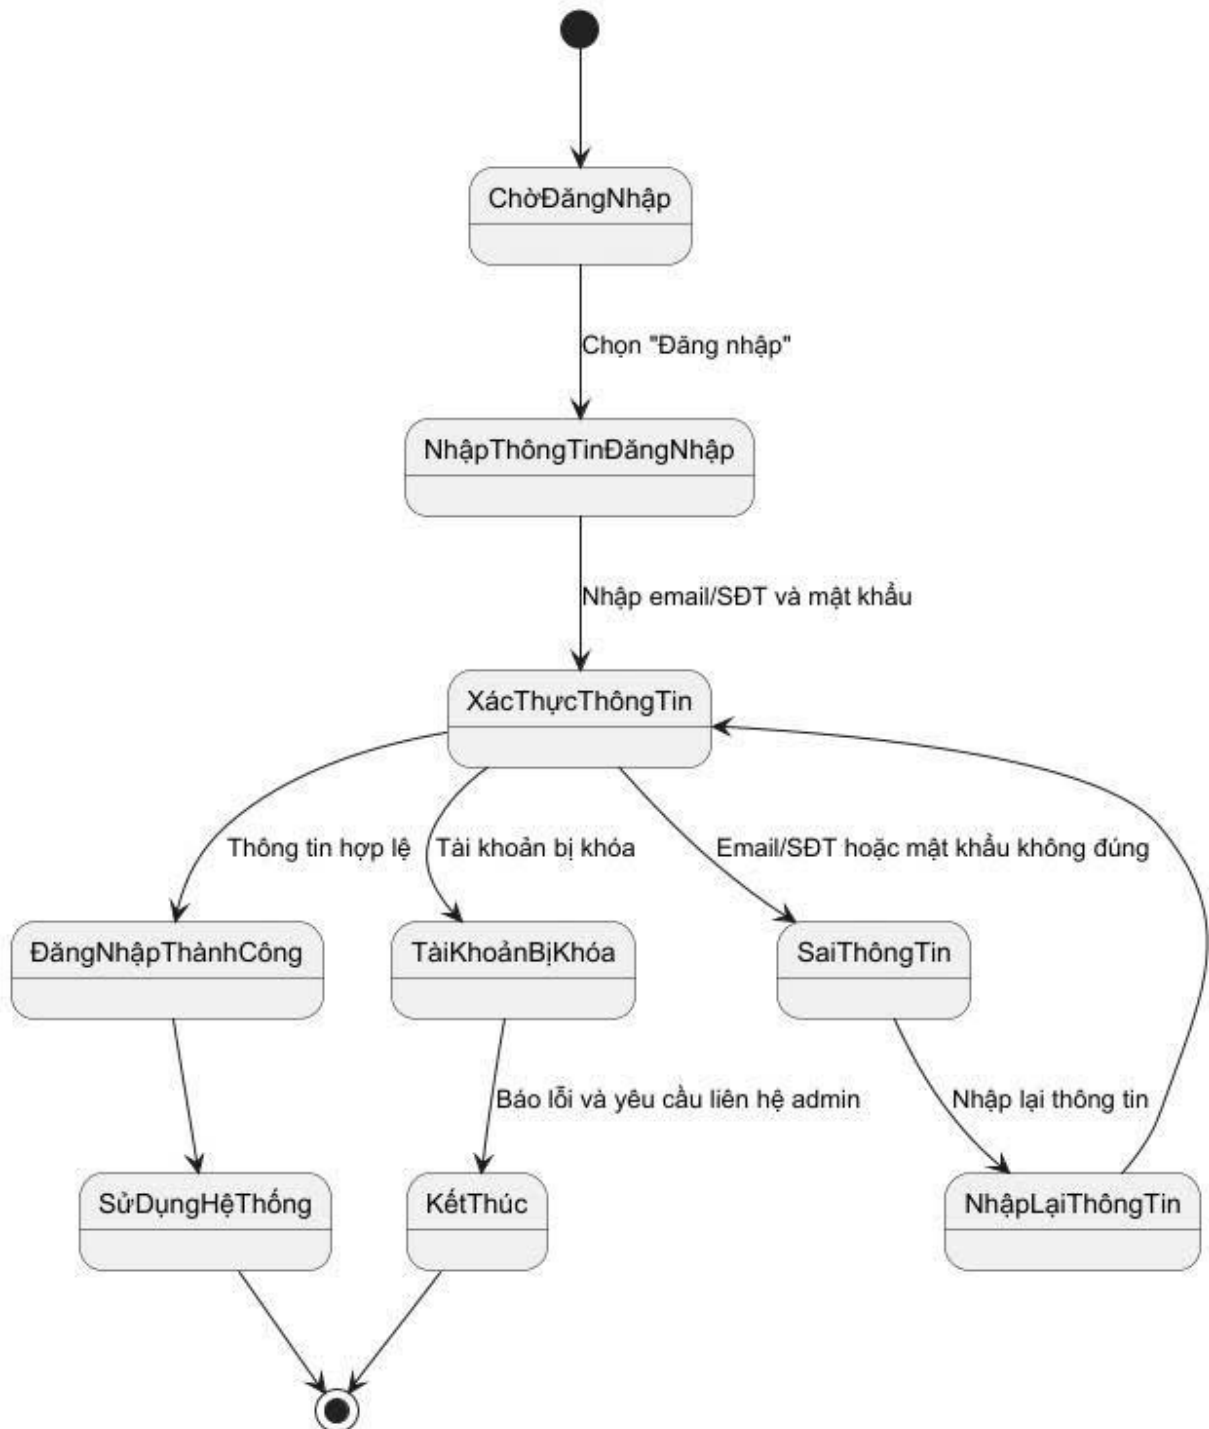 ChờĐăngNhập
Chọn "Đăng nhập"
NhậpThôngTinĐăngNhập
Nhập email/SĐT và mật khẩu
XácThựcThôngTin
Thông tin hợp lệ
Tài khoản bị khóa
Email/SĐT hoặc mật khẩu không đúng
ĐăngNhậpThànhCông
TàiKhoảnBịKhóa
SaiThôngTin
Báo lỗi và yêu cầu liên hệ admin
Nhập lại thông tin
SửDụngHệThống
KếtThúc
NhậpLạiThôngTin